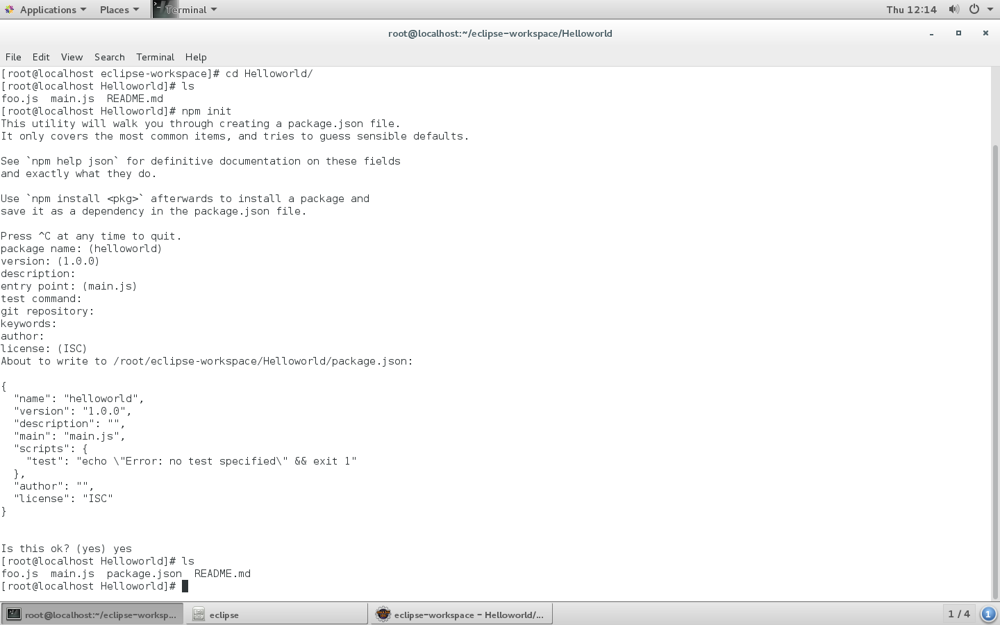 Applications Places Terminal Thu 12:14
root@localhost:~/eclipse-workspace/Helloworld
File Edit View Search Terminal Help
[root@localhost eclipse-workspace]# cd Helloworld/
[root@localhost Helloworld]# ls
foo.js  main.js  README.md
[root@localhost Helloworld]# npm init
This utility will walk you through creating a package.json file.
It only covers the most common items, and tries to guess sensible defaults.
See `npm help json` for definitive documentation on these fields
and exactly what they do.
Use `npm install <pkg>` afterwards to install a package and
save it as a dependency in the package.json file.
Press ^C at any time to quit.
package name: (helloworld)
version: (1.0.0)
description:
entry point: (main.js)
test command:
git repository:
keywords:
author:
license: (ISC)
About to write to /root/eclipse-workspace/Helloworld/package.json:
{
  "name": "helloworld",
  "version": "1.0.0",
  "description": "",
  "main": "main.js",
  "scripts": {
    "test": "echo \"Error: no test specified\" && exit 1"
  },
  "author": "",
  "license": "ISC"
}
Is this ok? (yes) yes
[root@localhost Helloworld]# ls
foo.js  main.js  package.json  README.md
[root@localhost Helloworld]#
root@localhost:~/eclipse-worksp... eclipse eclipse-workspace - Helloworld/... 1 / 4 1